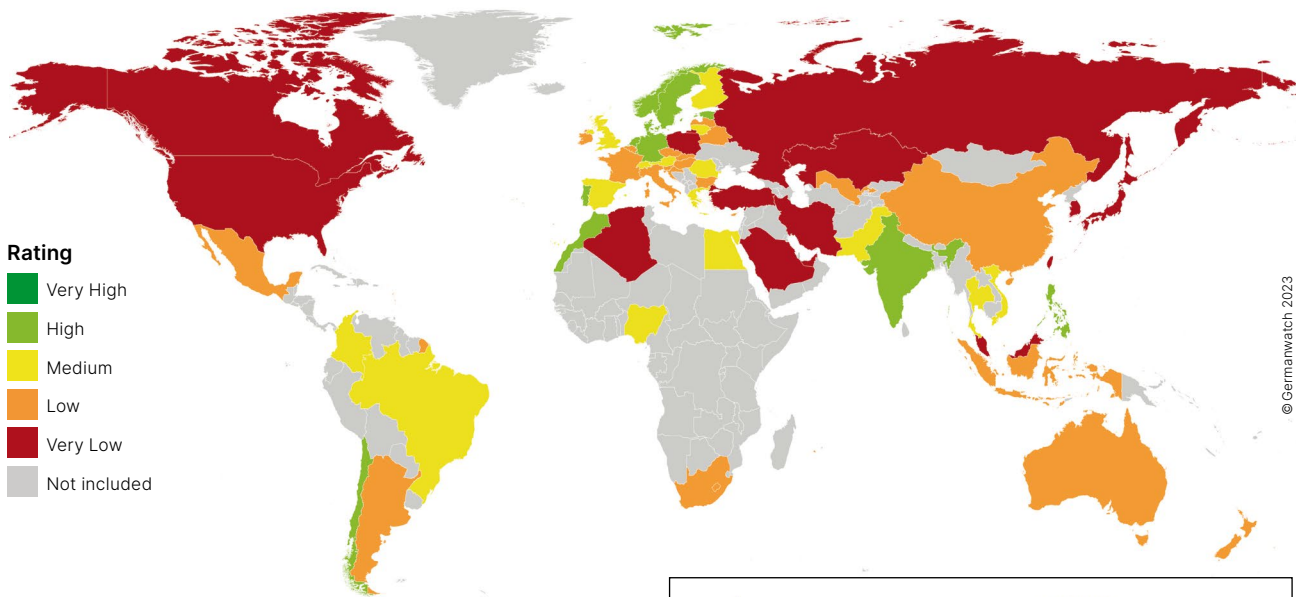 Rating
Very High
High
Medium
Low
Very Low
Not included
© Germanwatch 2023